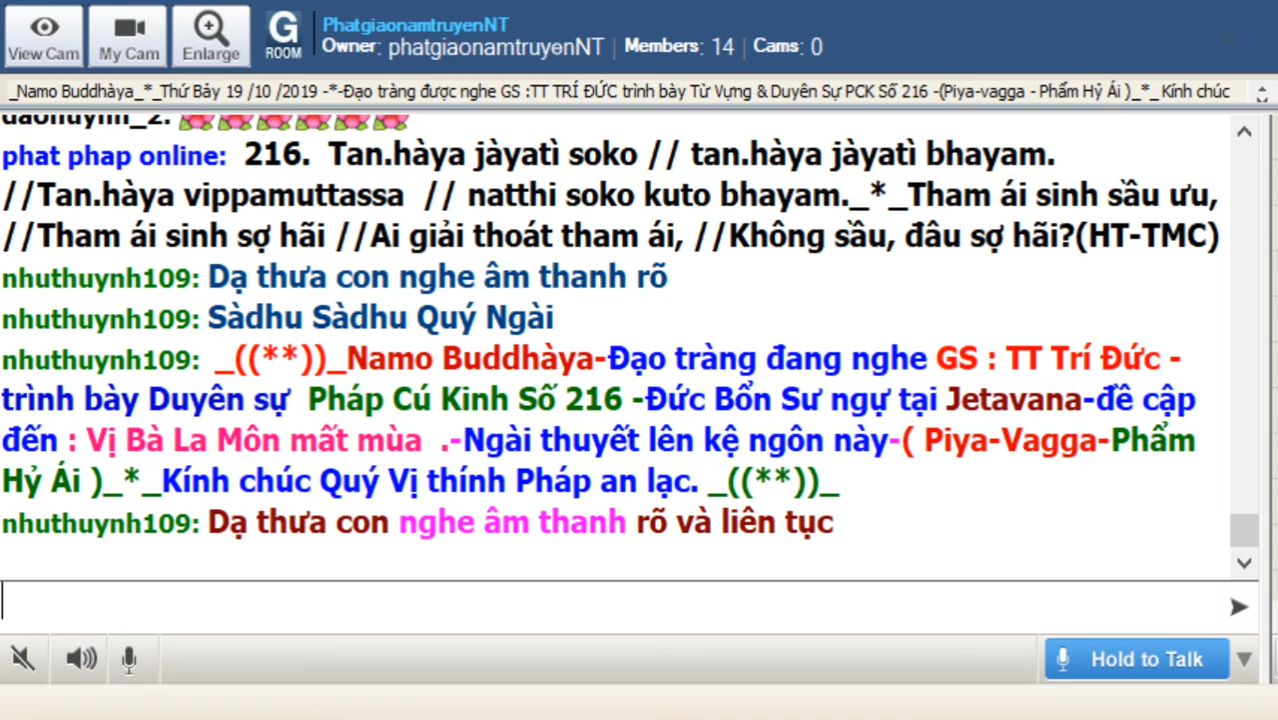 View Cam
My Cam
Enlarge
G
ROOM
PhatgiaonamtruyenNT
Owner: phatgiaonamtruyenNT | Members: 14 | Cams: 0
_Namo Buddhàya_*_Thứ Bảy 19 /10 /2019 -*-Đạo tràng được nghe GS :TT TRÍ ĐỨC trình bày Từ Vựng & Duyên Sự PCK Số 216 -(Piya-vagga - Phẩm Hỷ Ái )_*_ Kính chúc
daohuynh_2:
phat phap online: 216. Tan.hàya jàyatì soko // tan.hàya jàyatì bhayam.
//Tan.hàya vippamuttassa // natthi soko kuto bhayam._*_Tham ái sinh sầu ưu,
//Tham ái sinh sợ hãi //Ai giải thoát tham ái, //Không sầu, đâu sợ hãi?(HT-TMC)
nhuthuynh109: Dạ thưa con nghe âm thanh rõ
nhuthuynh109: Sàdhu Sàdhu Quý Ngài
nhuthuynh109: _((**))_Namo Buddhàya-Đạo tràng đang nghe GS : TT Trí Đức -
trình bày Duyên sự Pháp Cú Kinh Số 216 -Đức Bổn Sư ngự tại Jetavana-đề cập
đến : Vị Bà La Môn mất mùa .-Ngài thuyết lên kệ ngôn này-( Piya-Vagga-Phẩm
Hỷ Ái )_*_Kính chúc Quý Vị thính Pháp an lạc. _((**))_
nhuthuynh109: Dạ thưa con nghe âm thanh rõ và liên tục
Hold to Talk